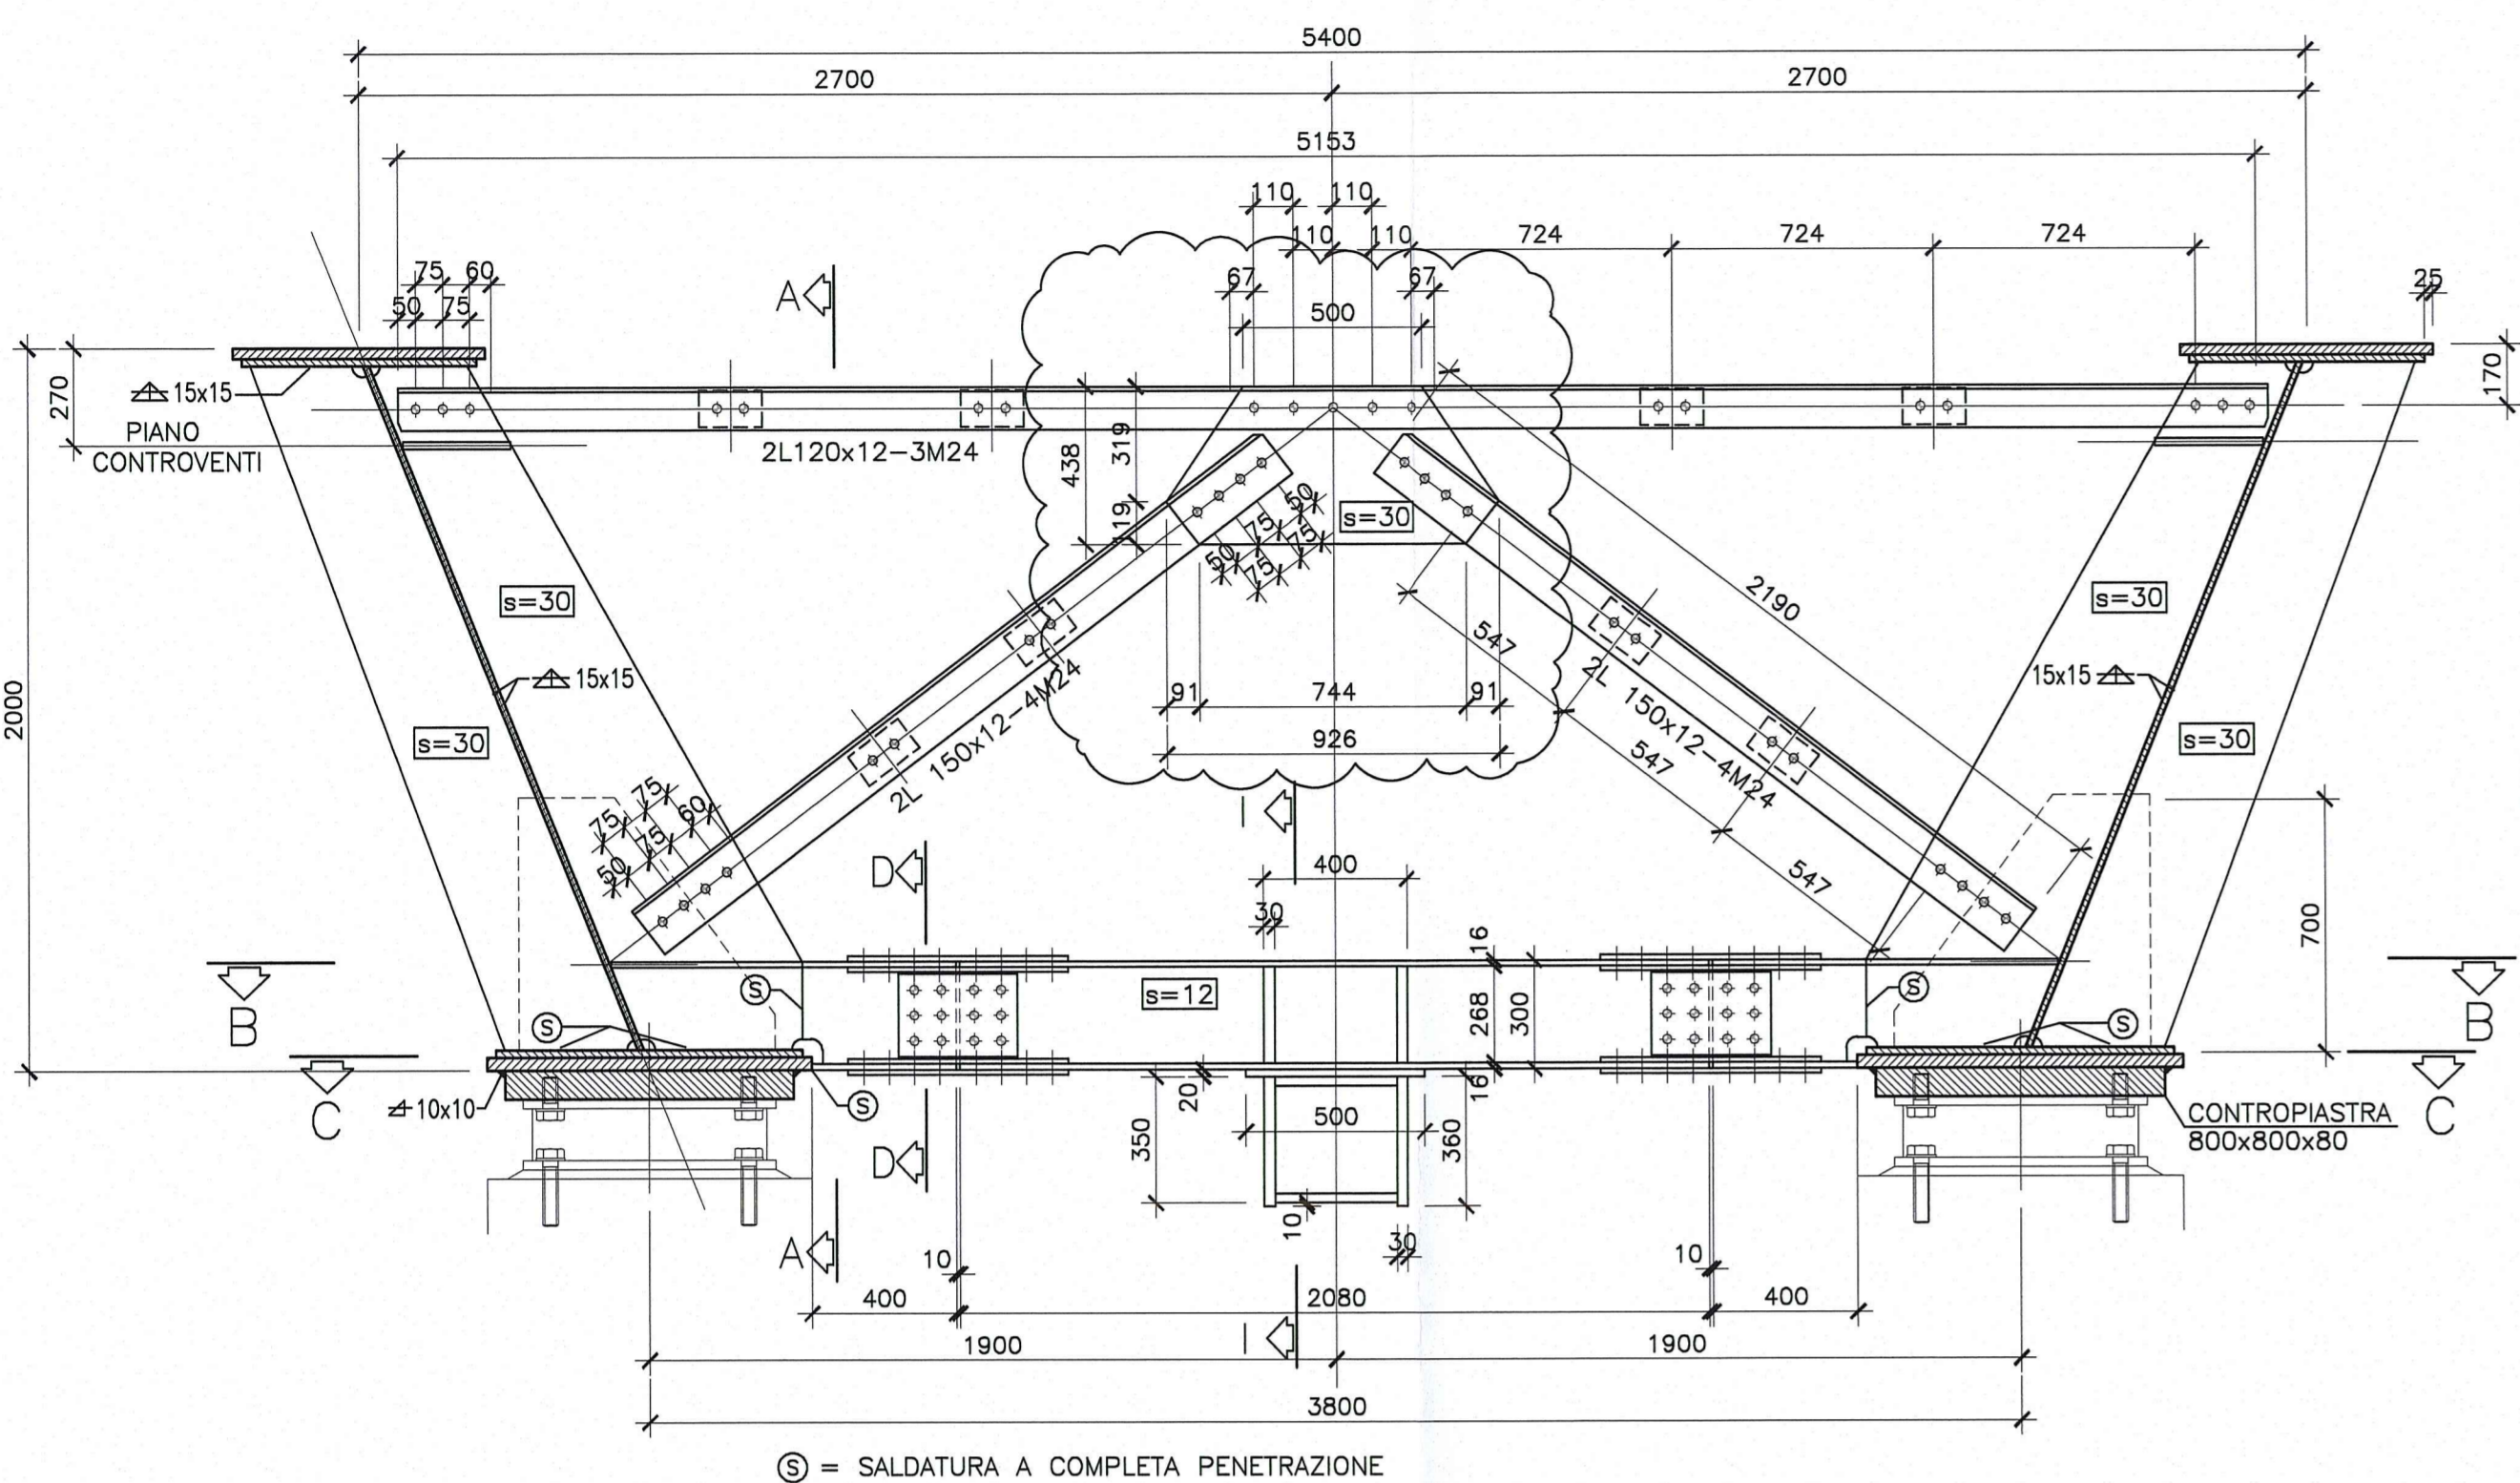 5400
2700
2700
5153
110
110
110
110
724
724
724
75
60
50
75
67
67
500
25
A
270
170
15x15
PIANO
CONTROVENTI
2L120x12-3M24
438
319
119
s=30
50
75
75
50
75
2190
547
547
547
2L 150x12-4M24
2L 150x12-4M24
s=30
s=30
15x15
15x15
s=30
s=30
2000
91
744
91
926
75
75
75
60
50
I
D
400
30
16
700
B
B
S
S
S
S
S
s=12
268
300
C
C
10x10
20
16
350
500
360
D
CONTROPIASTRA
800x800x80
10
30
A
10
10
400
2080
400
I
1900
1900
3800
S = SALDATURA A COMPLETA PENETRAZIONE